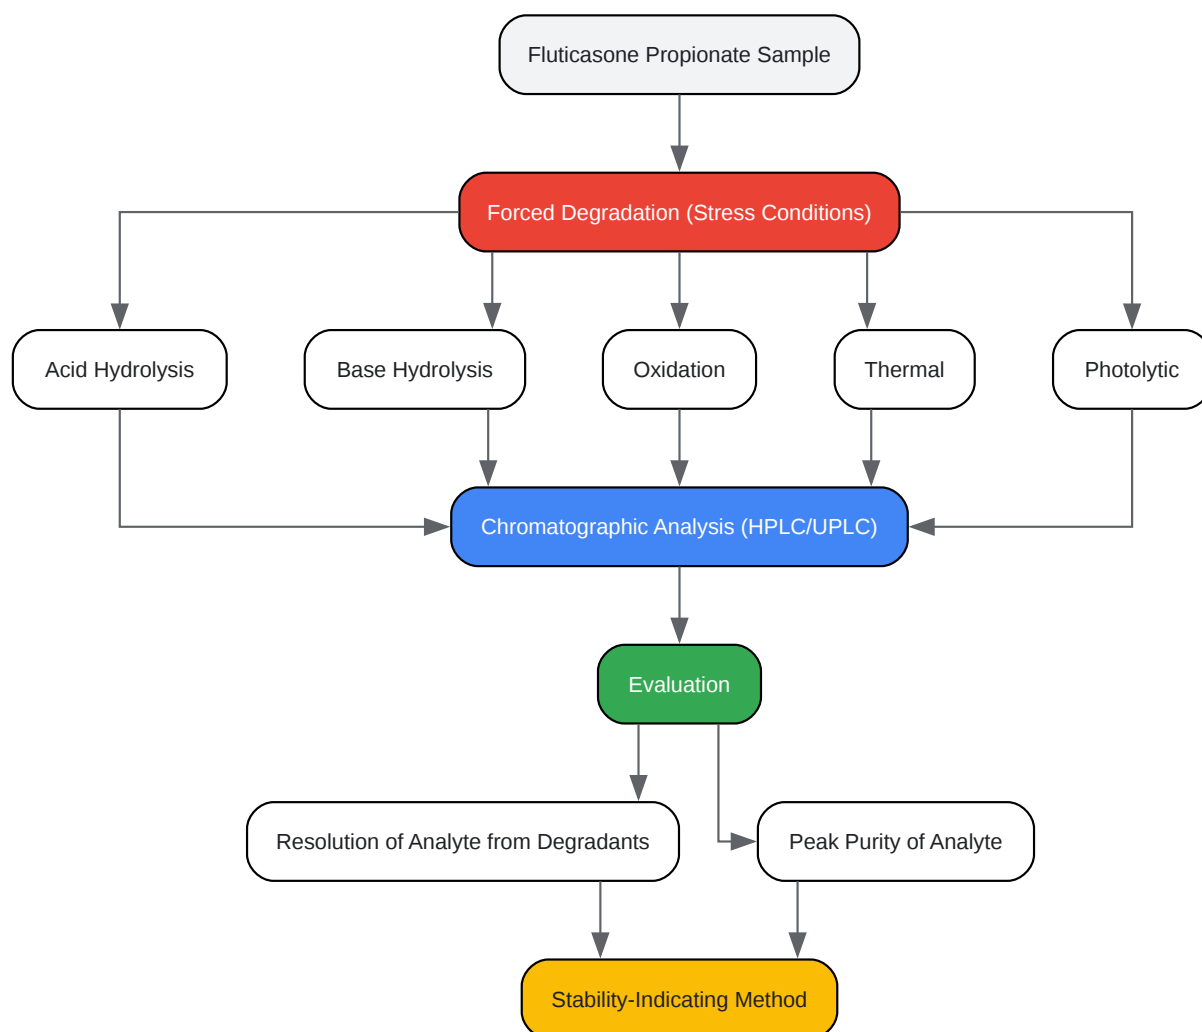 Fluticasone Propionate Sample
Forced Degradation (Stress Conditions)
Acid Hydrolysis
Base Hydrolysis
Oxidation
Thermal
Photolytic
Chromatographic Analysis (HPLC/UPLC)
Evaluation
Resolution of Analyte from Degradants
Peak Purity of Analyte
Stability-Indicating Method